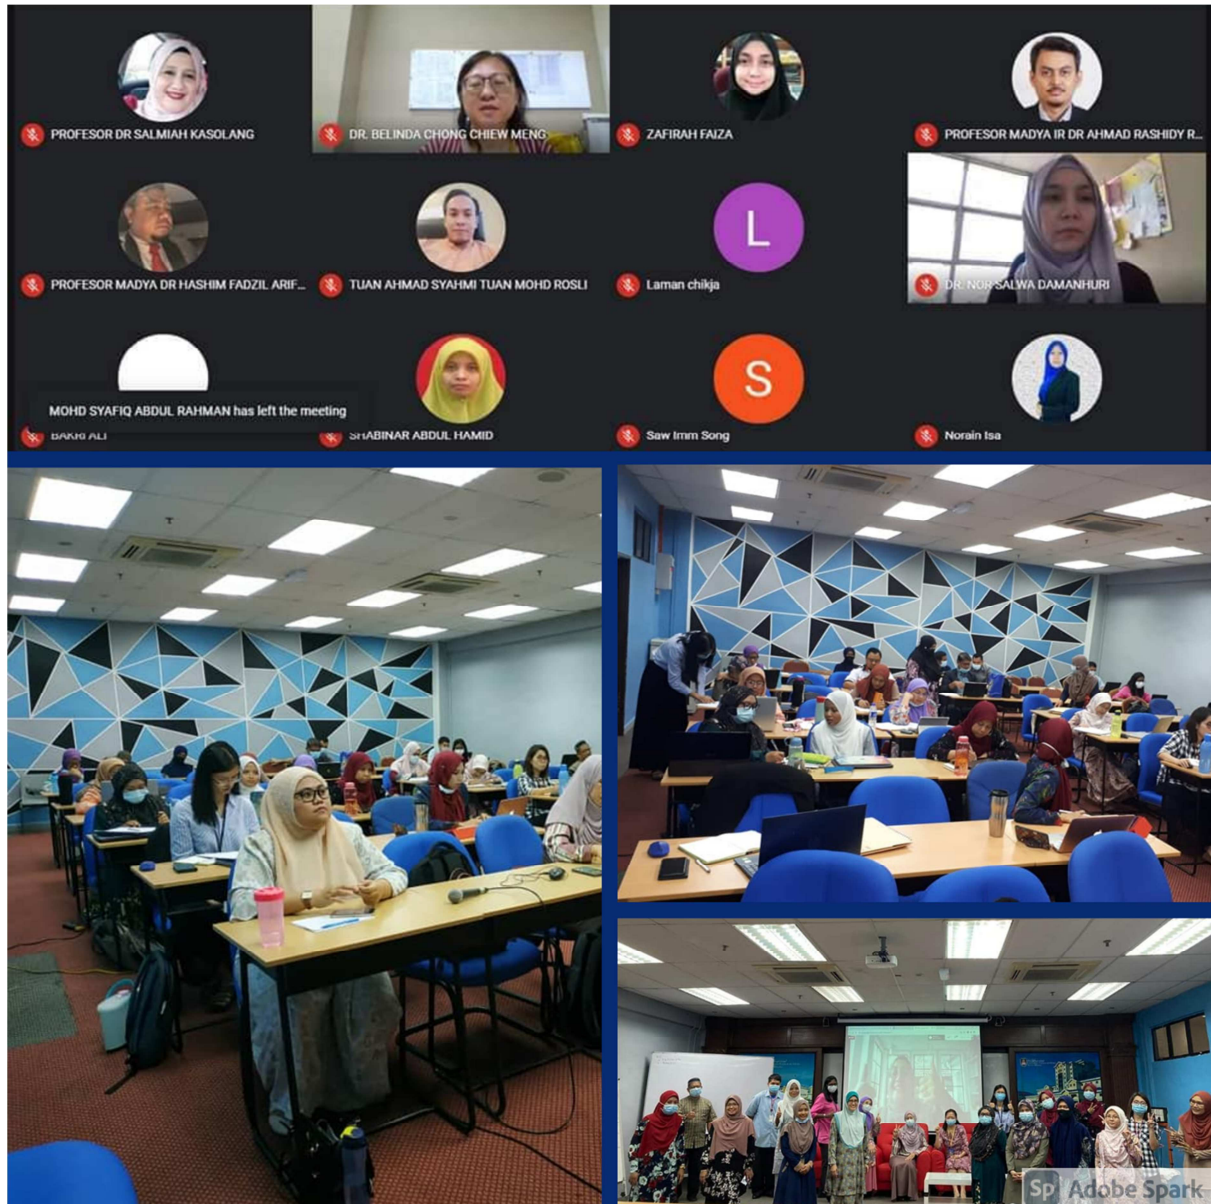 PROFESOR DR SALMIAH KASOLANG
DR. BELINDA CHONG CHIEW MENG
ZAFIRAH FAIZA
PROFESOR MADYA IR DR AHMAD RASHIDY R...
PROFESOR MADYA DR HASHIM FADZIL ARIF...
TUAN AHMAD SYAHMI TUAN MOHD ROSLI
L
Laman chikja
DR. NOR SALWA DAMANHURI
MOHD SYAFIQ ABDUL RAHMAN has left the meeting
BAKRI ALI
SHABINAR ABDUL HAMID
S
Saw Imm Song
Norain Isa
Sp Adobe Spark